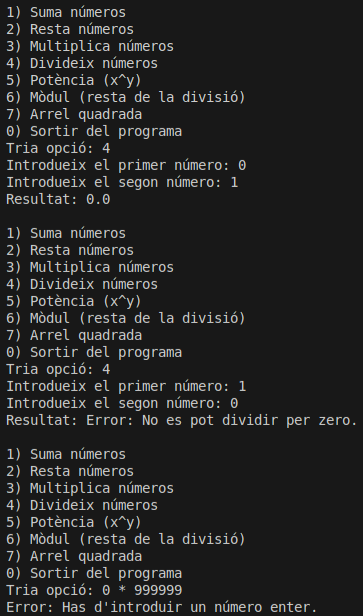 1) Suma números
2) Resta números
3) Multiplica números
4) Divideix números
5) Potència (x^y)
6) Mòdul (resta de la divisió)
7) Arrel quadrada
0) Sortir del programa
Tria opció: 4
Introdueix el primer número: 0
Introdueix el segon número: 1
Resultat: 0.0

1) Suma números
2) Resta números
3) Multiplica números
4) Divideix números
5) Potència (x^y)
6) Mòdul (resta de la divisió)
7) Arrel quadrada
0) Sortir del programa
Tria opció: 4
Introdueix el primer número: 1
Introdueix el segon número: 0
Resultat: Error: No es pot dividir per zero.

1) Suma números
2) Resta números
3) Multiplica números
4) Divideix números
5) Potència (x^y)
6) Mòdul (resta de la divisió)
7) Arrel quadrada
0) Sortir del programa
Tria opció: 0 * 999999
Error: Has d'introduir un número enter.